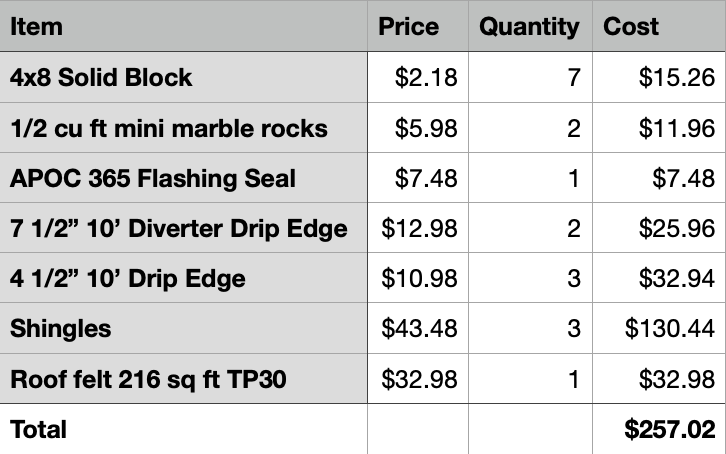 Item Price Quantity Cost
4x8 Solid Block $2.18 7 $15.26
1/2 cu ft mini marble rocks $5.98 2 $11.96
APOC 365 Flashing Seal $7.48 1 $7.48
7 1/2” 10’ Diverter Drip Edge $12.98 2 $25.96
4 1/2” 10’ Drip Edge $10.98 3 $32.94
Shingles $43.48 3 $130.44
Roof felt 216 sq ft TP30 $32.98 1 $32.98
Total $257.02